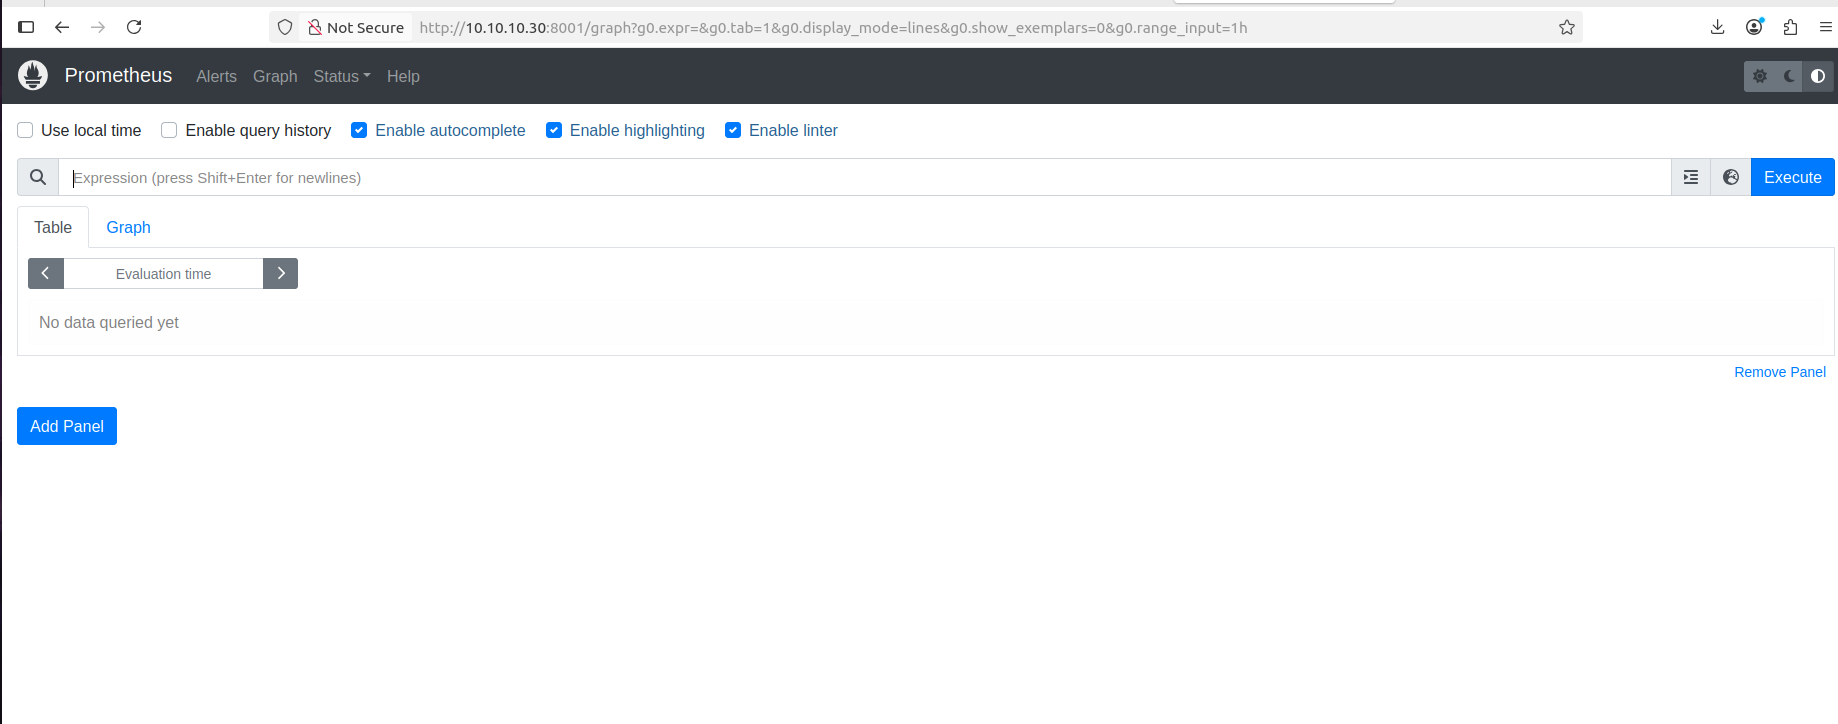 Not Secure http://10.10.10.30:8001/graph?g0.expr=&g0.tab=1&g0.display_mode=lines&g0.show_exemplars=0&g0.range_input=1h
Prometheus Alerts Graph Status Help
Use local time Enable query history Enable autocomplete Enable highlighting Enable linter
Expression (press Shift+Enter for newlines) Execute
Table Graph
Evaluation time
No data queried yet
Remove Panel
Add Panel